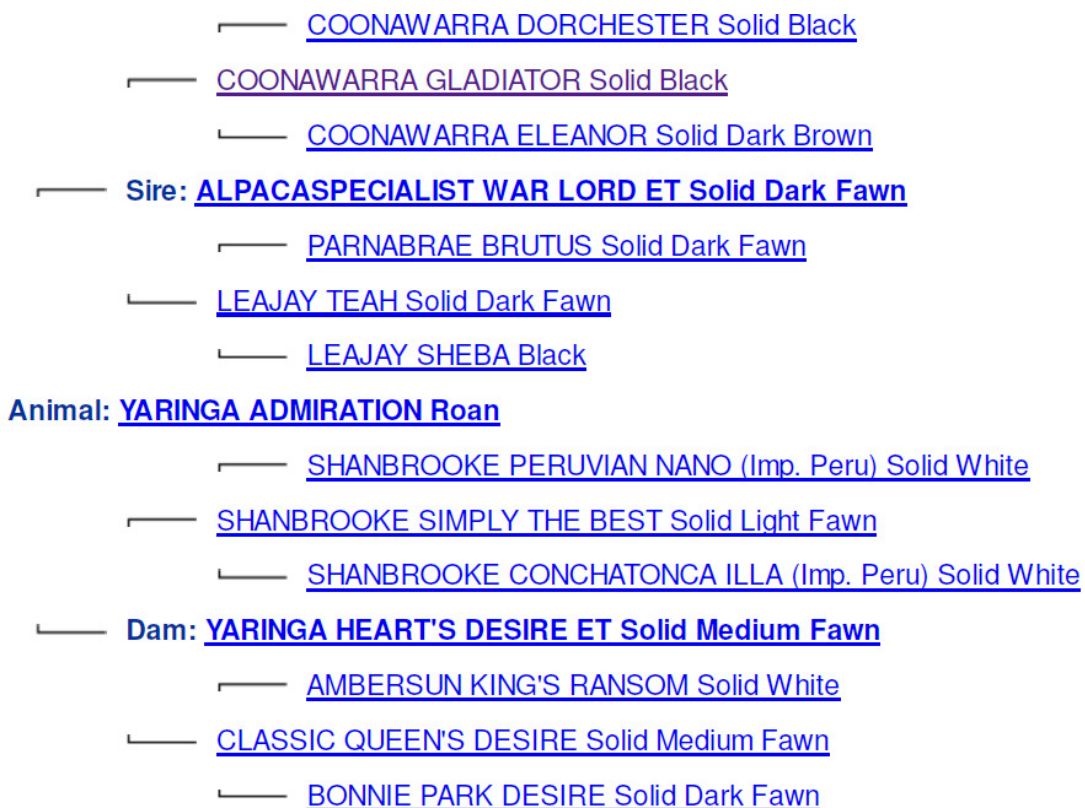 COONAWARRA DORCHESTER Solid Black
COONAWARRA GLADIATOR Solid Black
COONAWARRA ELEANOR Solid Dark Brown
Sire: ALPACASPECIALIST WAR LORD ET Solid Dark Fawn
PARNABRAE BRUTUS Solid Dark Fawn
LEAJAY TEAH Solid Dark Fawn
LEAJAY SHEBA Black
Animal: YARINGA ADMIRATION Roan
SHANBROOKE PERUVIAN NANO (Imp. Peru) Solid White
SHANBROOKE SIMPLY THE BEST Solid Light Fawn
SHANBROOKE CONCHATONCA ILLA (Imp. Peru) Solid White
Dam: YARINGA HEART'S DESIRE ET Solid Medium Fawn
AMBERSUN KING'S RANSOM Solid White
CLASSIC QUEEN'S DESIRE Solid Medium Fawn
BONNIE PARK DESIRE Solid Dark Fawn